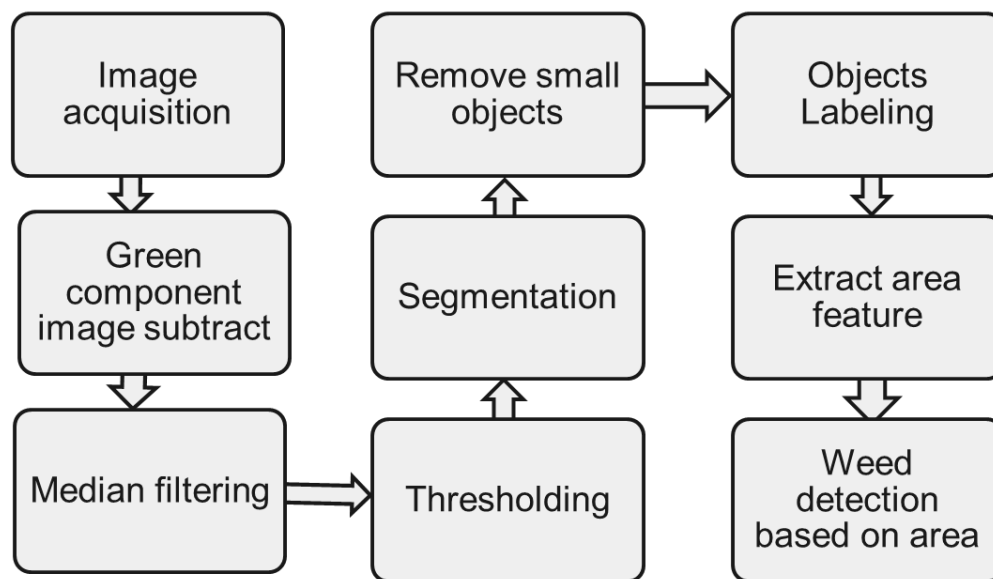 Image
acquisition
Green
component
image subtract
Median filtering
Thresholding
Segmentation
Remove small
objects
Objects
Labeling
Extract area
feature
Weed
detection
based on area